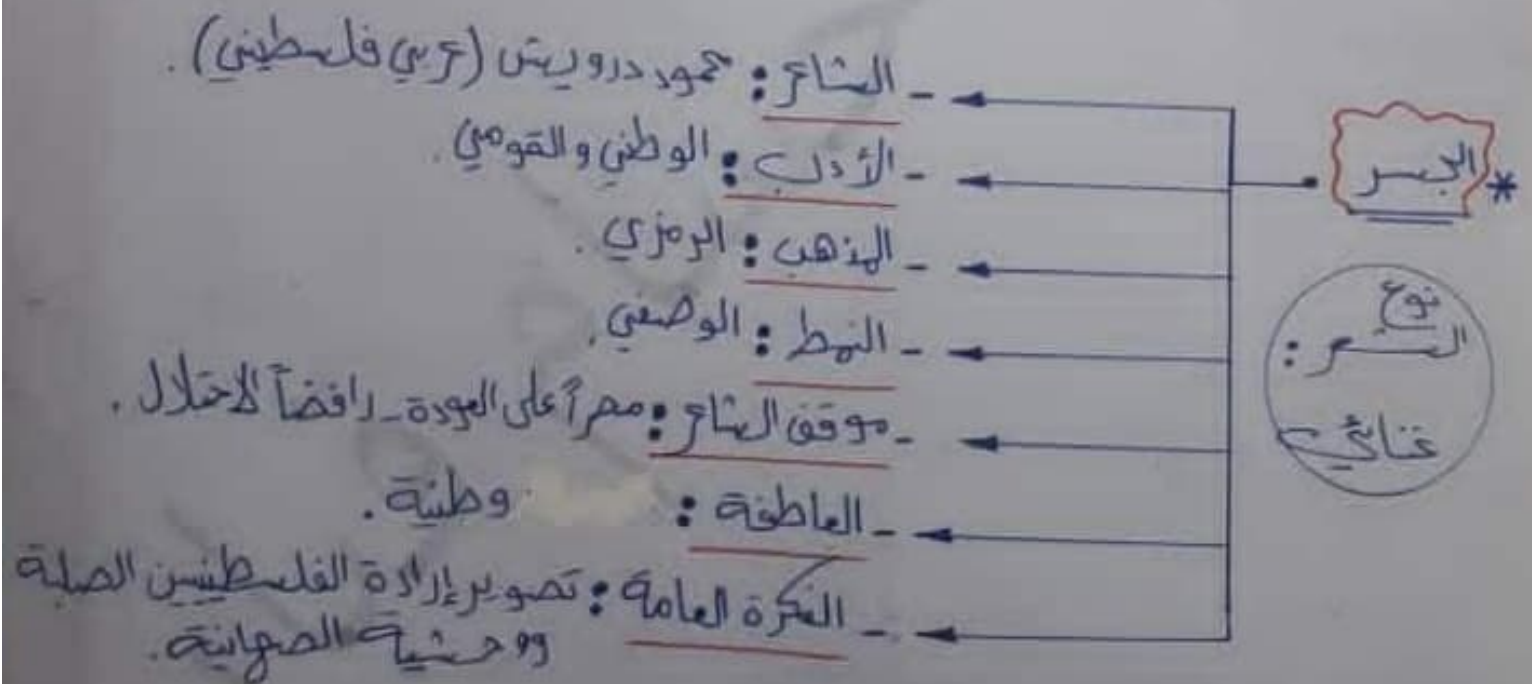 * الجسر
نوع
الشعر :
غنائي
- الشاعر : محمود درويش (عربي فلسطيني).
- الأدب : الوطني والقومي.
- المذهب : الرمزي.
- النمط : الوصفي.
- موقف الشاعر : مصراً على العودة - رافضاً الاحتلال.
- العاطفة : وطنية.
- الفكرة العامة : تصوير إرادة الفلسطينيين الصلبة
ووحشية الصهاينة.